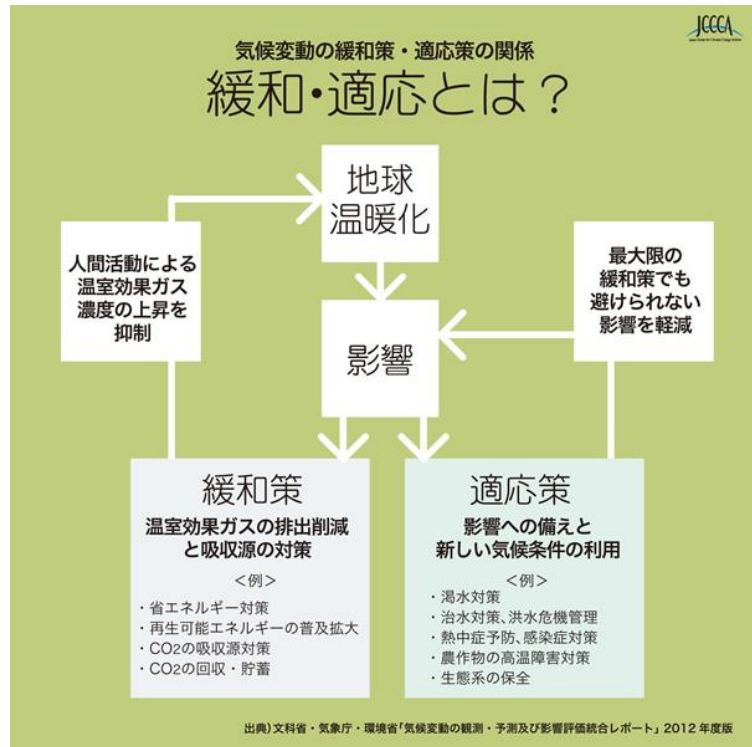 JCCCA
気候変動の緩和策・適応策の関係
緩和・適応とは？
地球
温暖化
人間活動による
温室効果ガス
濃度の上昇を
抑制
最大限の
緩和策でも
避けられない
影響を軽減
影響
緩和策
温室効果ガスの排出削減
と吸収源の対策
＜例＞
・省エネルギー対策
・再生可能エネルギーの普及拡大
・CO2の吸収源対策
・CO2の回収・貯蓄
適応策
影響への備えと
新しい気候条件の利用
＜例＞
・渇水対策
・治水対策、洪水危機管理
・熱中症予防、感染症対策
・農作物の高温障害対策
・生態系の保全
出典）文科省・気象庁・環境省「気候変動の観測・予測及び影響評価統合レポート」2012年度版